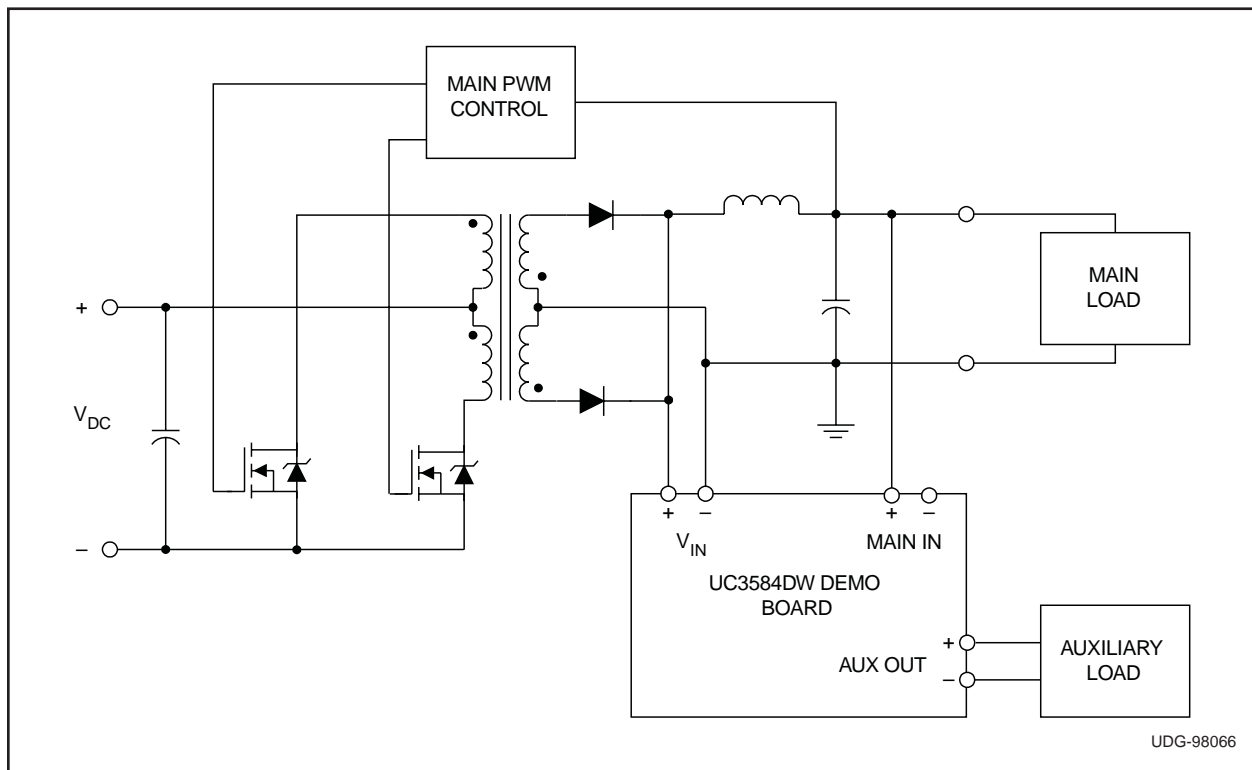 MAIN PWM
CONTROL
MAIN
LOAD
+
V_DC
−
+
−
+
−
V_IN
MAIN IN
UC3584DW DEMO
BOARD
+
AUX OUT
−
AUXILIARY
LOAD
UDG-98066